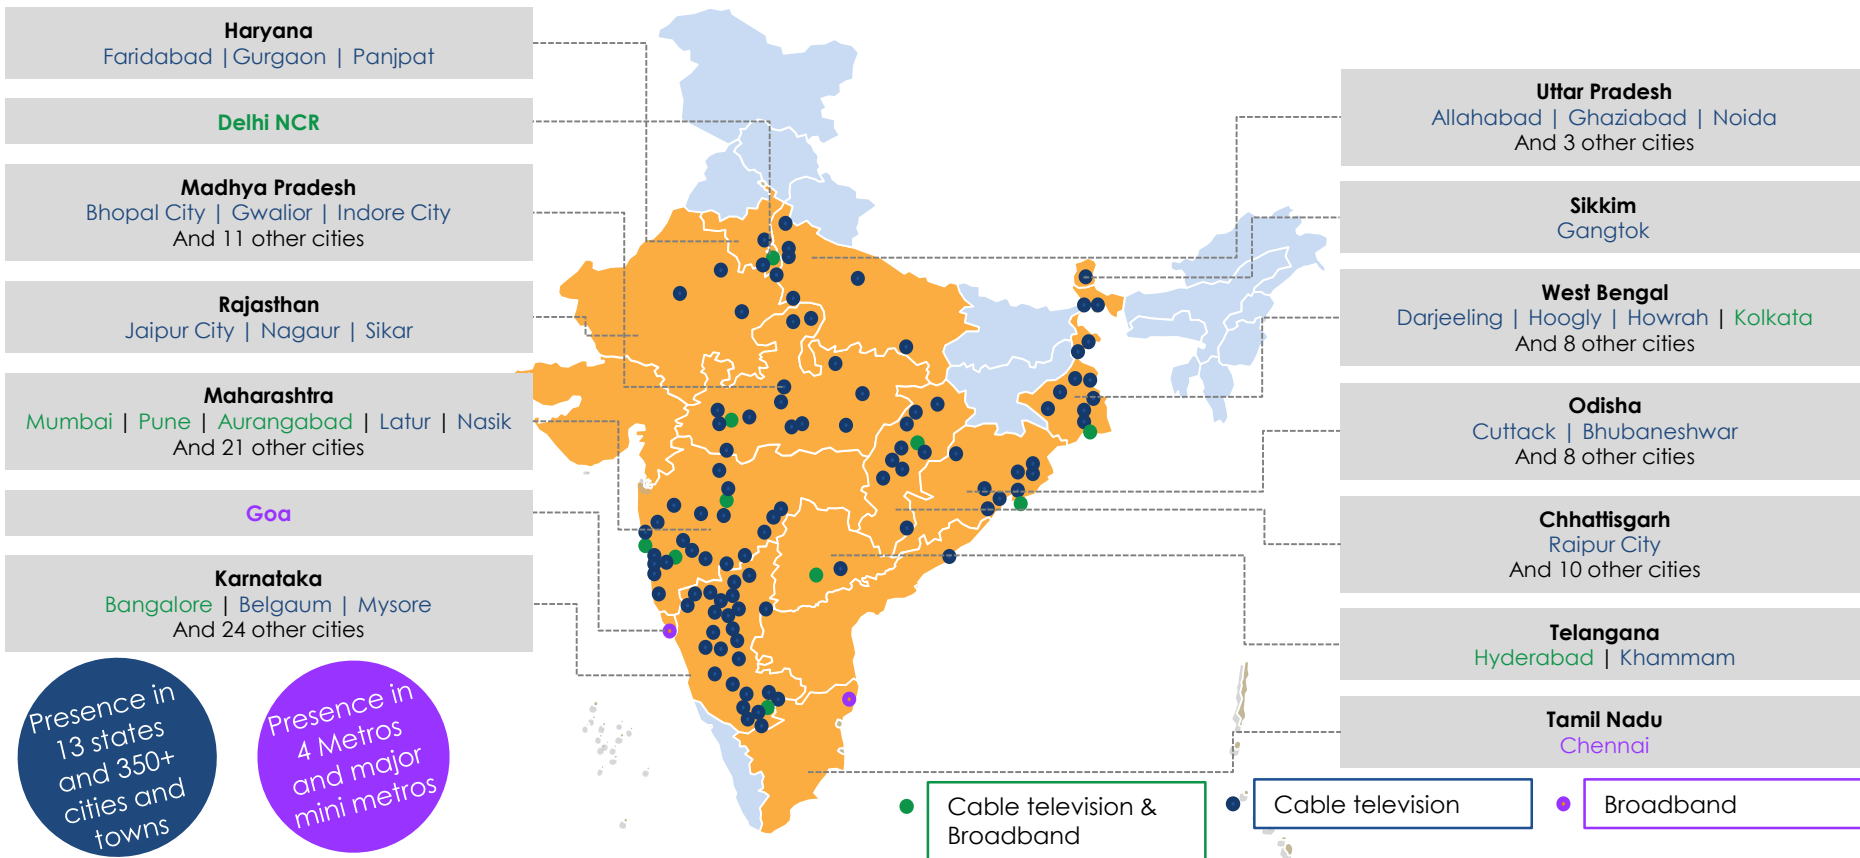 Haryana
Faridabad |Gurgaon | Panjpat
Delhi NCR
Madhya Pradesh
Bhopal City | Gwalior | Indore City
And 11 other cities
Rajasthan
Jaipur City | Nagaur | Sikar
Maharashtra
Mumbai | Pune | Aurangabad | Latur | Nasik
And 21 other cities
Goa
Karnataka
Bangalore | Belgaum | Mysore
And 24 other cities
Presence in
13 states
and 350+
cities and
towns
Presence in
4 Metros
and major
mini metros
Uttar Pradesh
Allahabad | Ghaziabad | Noida
And 3 other cities
Sikkim
Gangtok
West Bengal
Darjeeling | Hoogly | Howrah | Kolkata
And 8 other cities
Odisha
Cuttack | Bhubaneshwar
And 8 other cities
Chhattisgarh
Raipur City
And 10 other cities
Telangana
Hyderabad | Khammam
Tamil Nadu
Chennai
Cable television &
Broadband
Cable television
Broadband